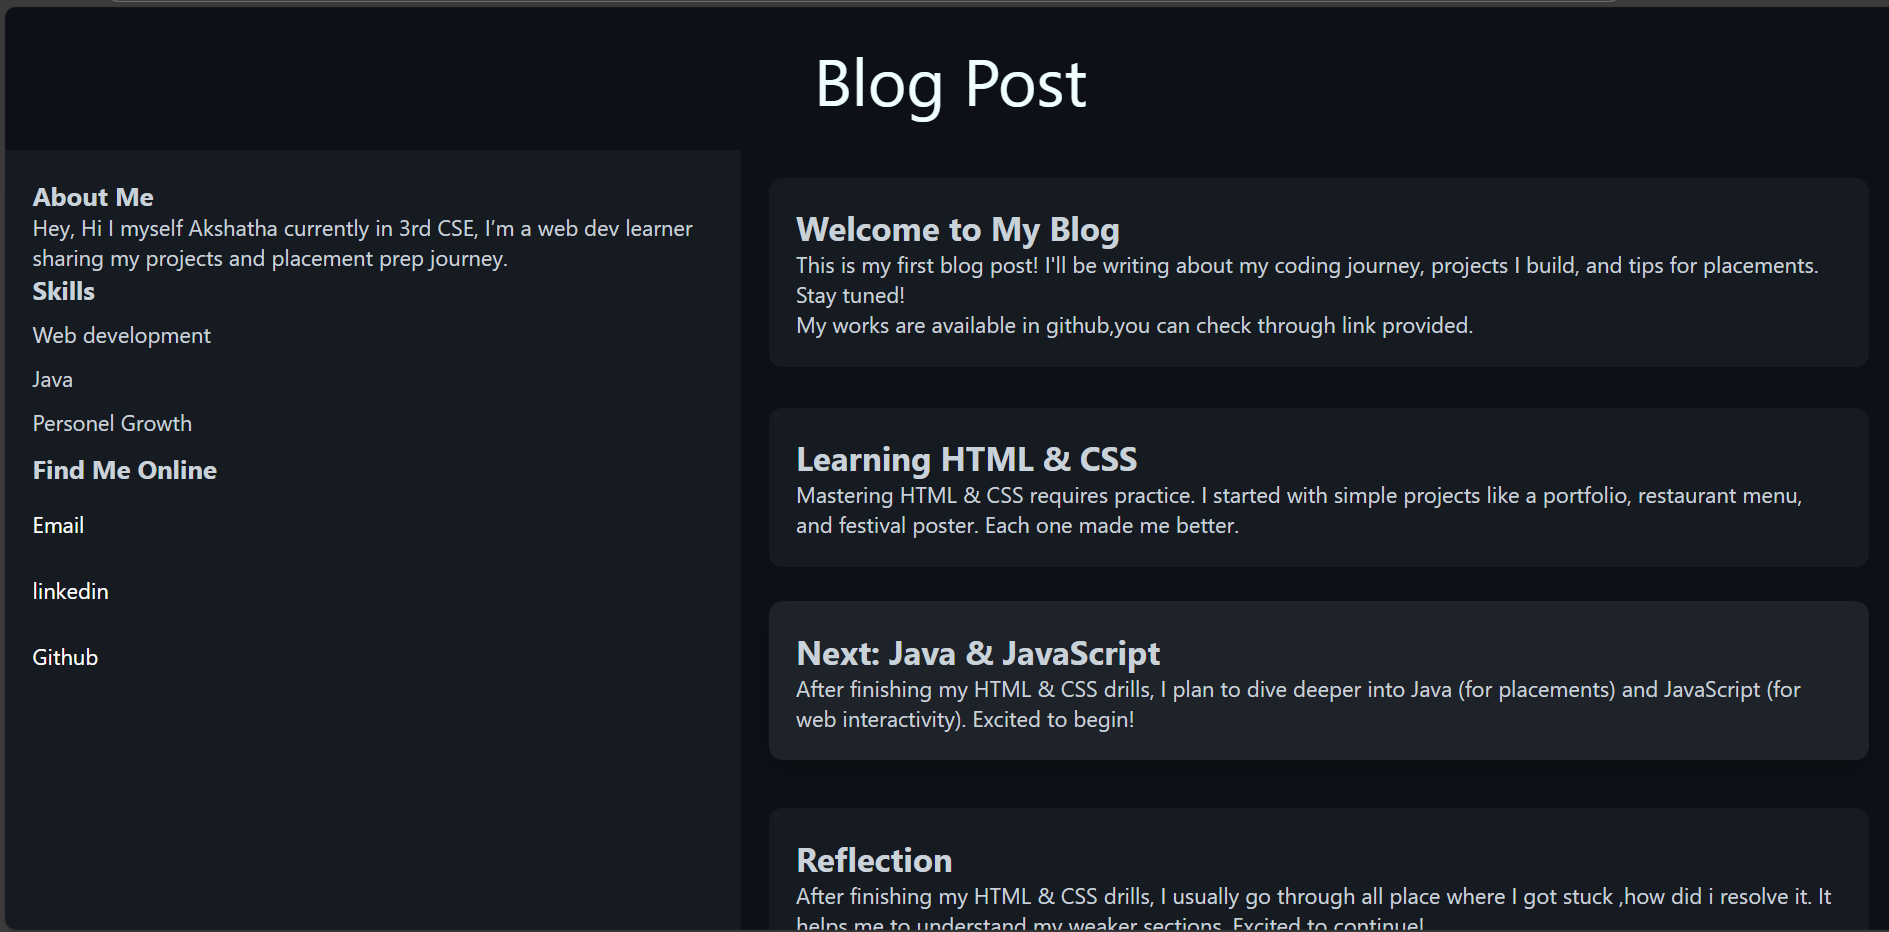 Blog Post
About Me
Hey, Hi I myself Akshatha currently in 3rd CSE, I’m a web dev learner
sharing my projects and placement prep journey.
Skills
Web development
Java
Personel Growth
Find Me Online
Email
linkedin
Github
Welcome to My Blog
This is my first blog post! I'll be writing about my coding journey, projects I build, and tips for placements.
Stay tuned!
My works are available in github,you can check through link provided.
Learning HTML & CSS
Mastering HTML & CSS requires practice. I started with simple projects like a portfolio, restaurant menu,
and festival poster. Each one made me better.
Next: Java & JavaScript
After finishing my HTML & CSS drills, I plan to dive deeper into Java (for placements) and JavaScript (for
web interactivity). Excited to begin!
Reflection
After finishing my HTML & CSS drills, I usually go through all place where I got stuck ,how did i resolve it. It
helps me to understand my weaker sections. Excited to continue!